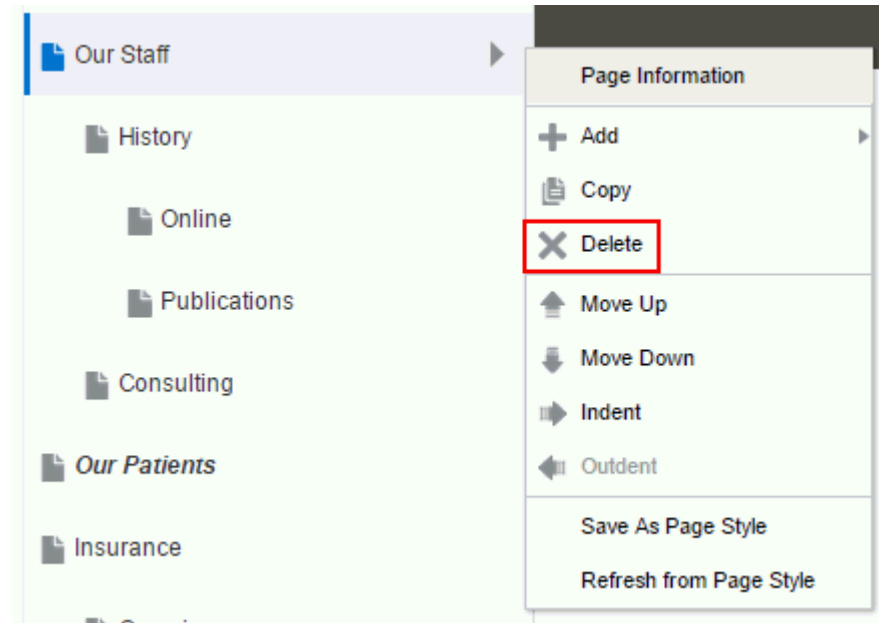 Our Staff
History
Online
Publications
Consulting
Our Patients
Insurance
Page Information
Add
Copy
Delete
Move Up
Move Down
Indent
Outdent
Save As Page Style
Refresh from Page Style